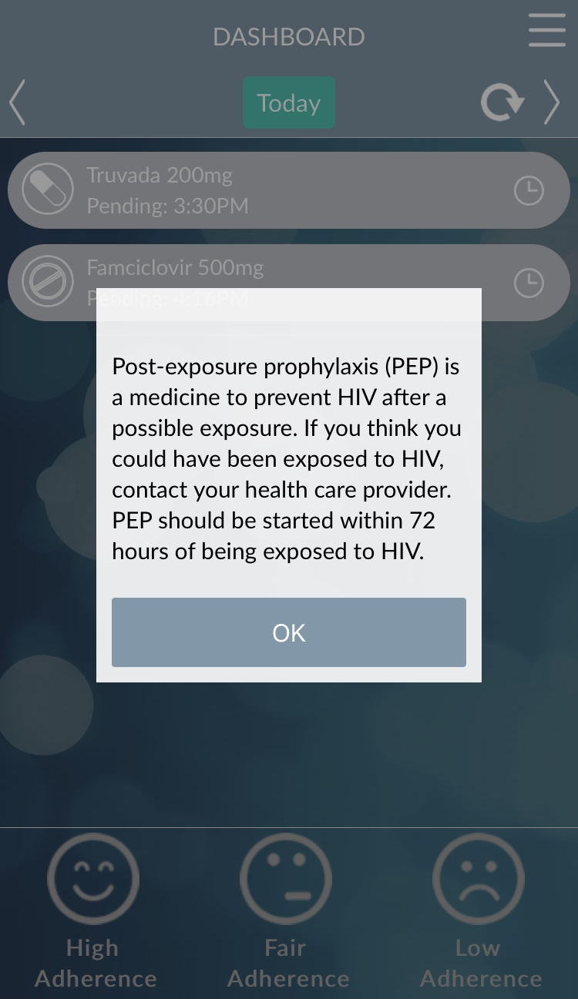 DASHBOARD
Today
Truvada 200mg
Pending: 3:30PM
Famciclovir 500mg
Pending: 4:16PM
Post-exposure prophylaxis (PEP) is
a medicine to prevent HIV after a
possible exposure. If you think you
could have been exposed to HIV,
contact your health care provider.
PEP should be started within 72
hours of being exposed to HIV.
OK
High
Adherence
Fair
Adherence
Low
Adherence